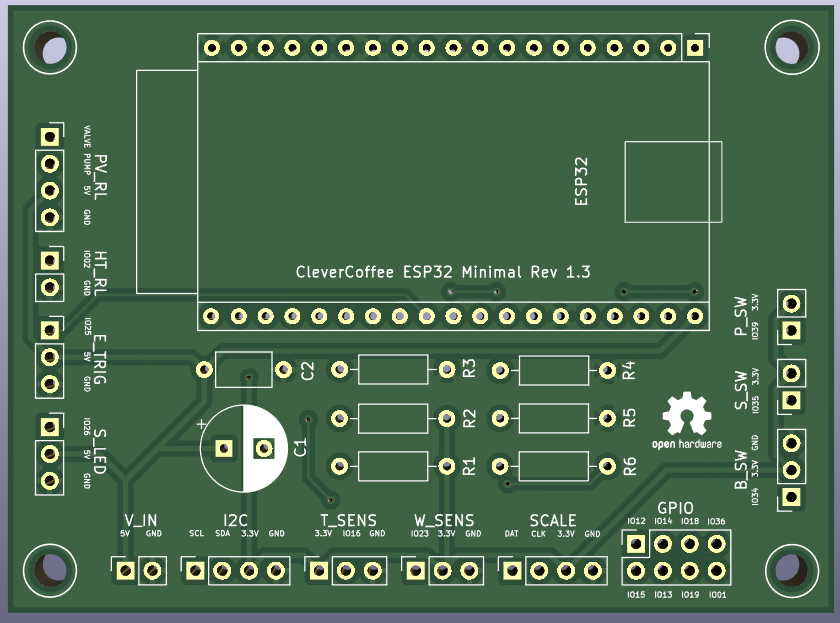 VALVE
PUMP
5V
GND
PV_RL
IO02
GND
HT_RL
IO25
5V
GND
E_TRIG
IO26
5V
GND
S_LED
ESP32
CleverCoffee ESP32 Minimal Rev 1.3
P_SW
3.3V
IO39
S_SW
3.3V
IO35
B_SW
GND
3.3V
IO34
C2
R3
R4
+
C1
R2
R5
R1
R6
open hardware
V_IN
5V GND
I2C
SCL SDA 3.3V GND
T_SENS
3.3V IO16 GND
W_SENS
IO23 3.3V GND
SCALE
DAT CLK 3.3V GND
GPIO
IO12 IO14 IO18 IO36
IO15 IO13 IO19 IO01